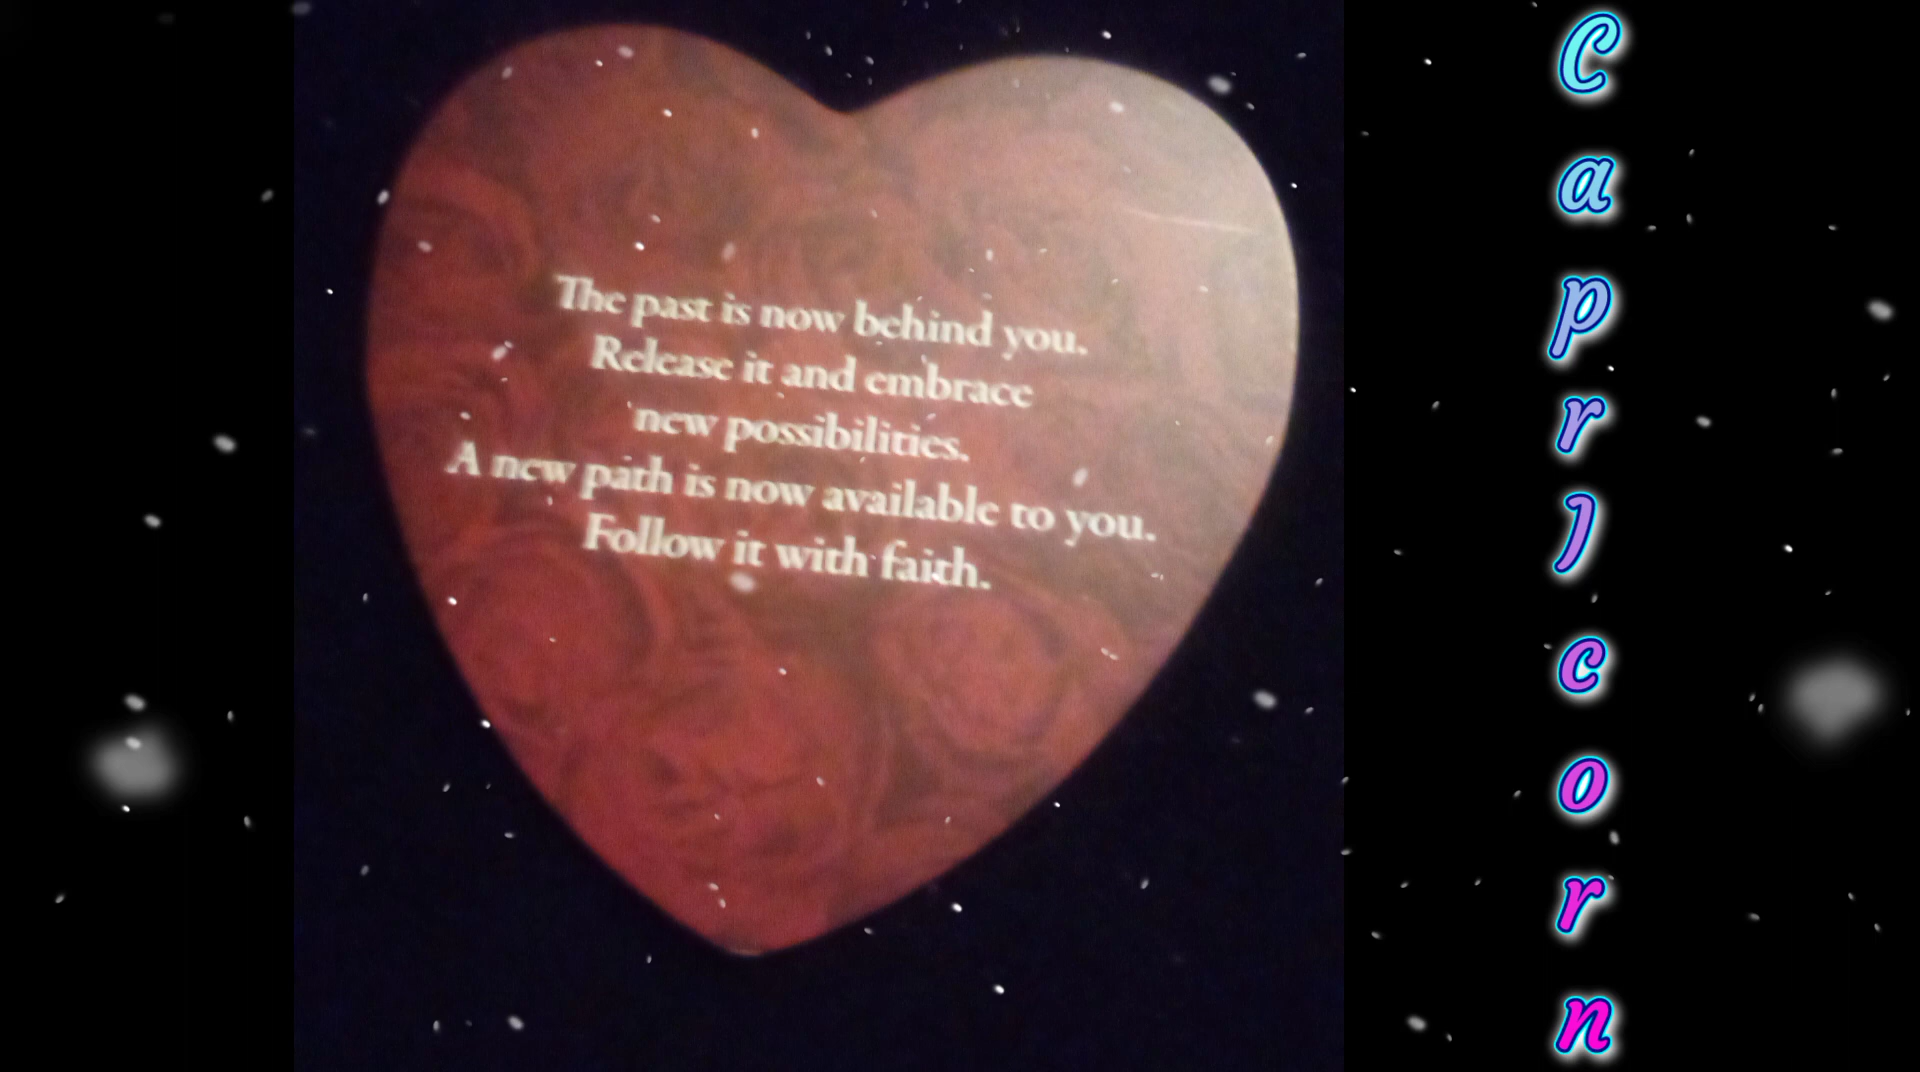 The past is now behind you.
Release it and embrace
new possibilities.
A new path is now available to you.
Follow it with faith.
CaprIcorn